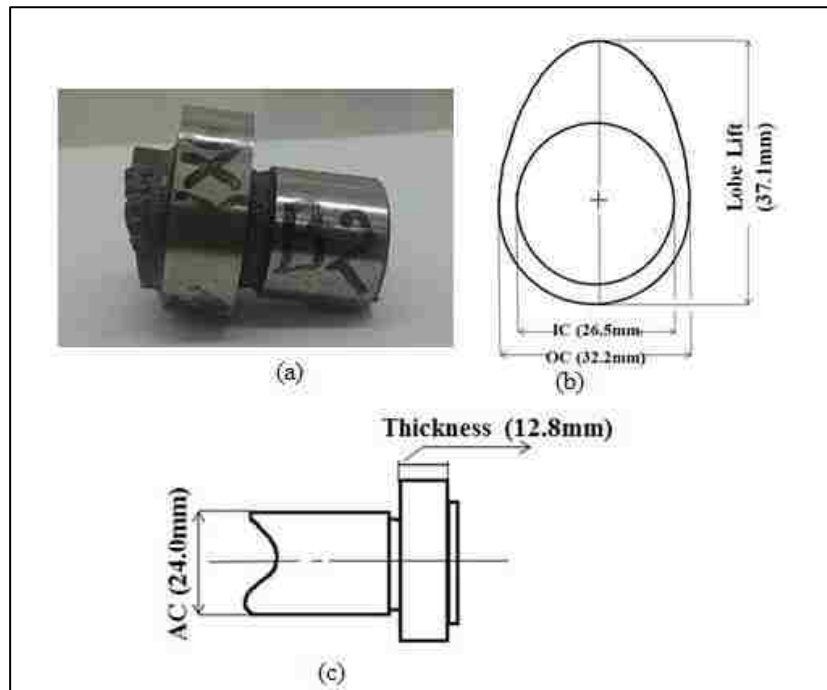 (a)
Lobe Lift
(37.1mm)
IC (26.5mm
OC (32.2mm)
(b)
Thickness (12.8mm)
AC (24.0mm)
(c)